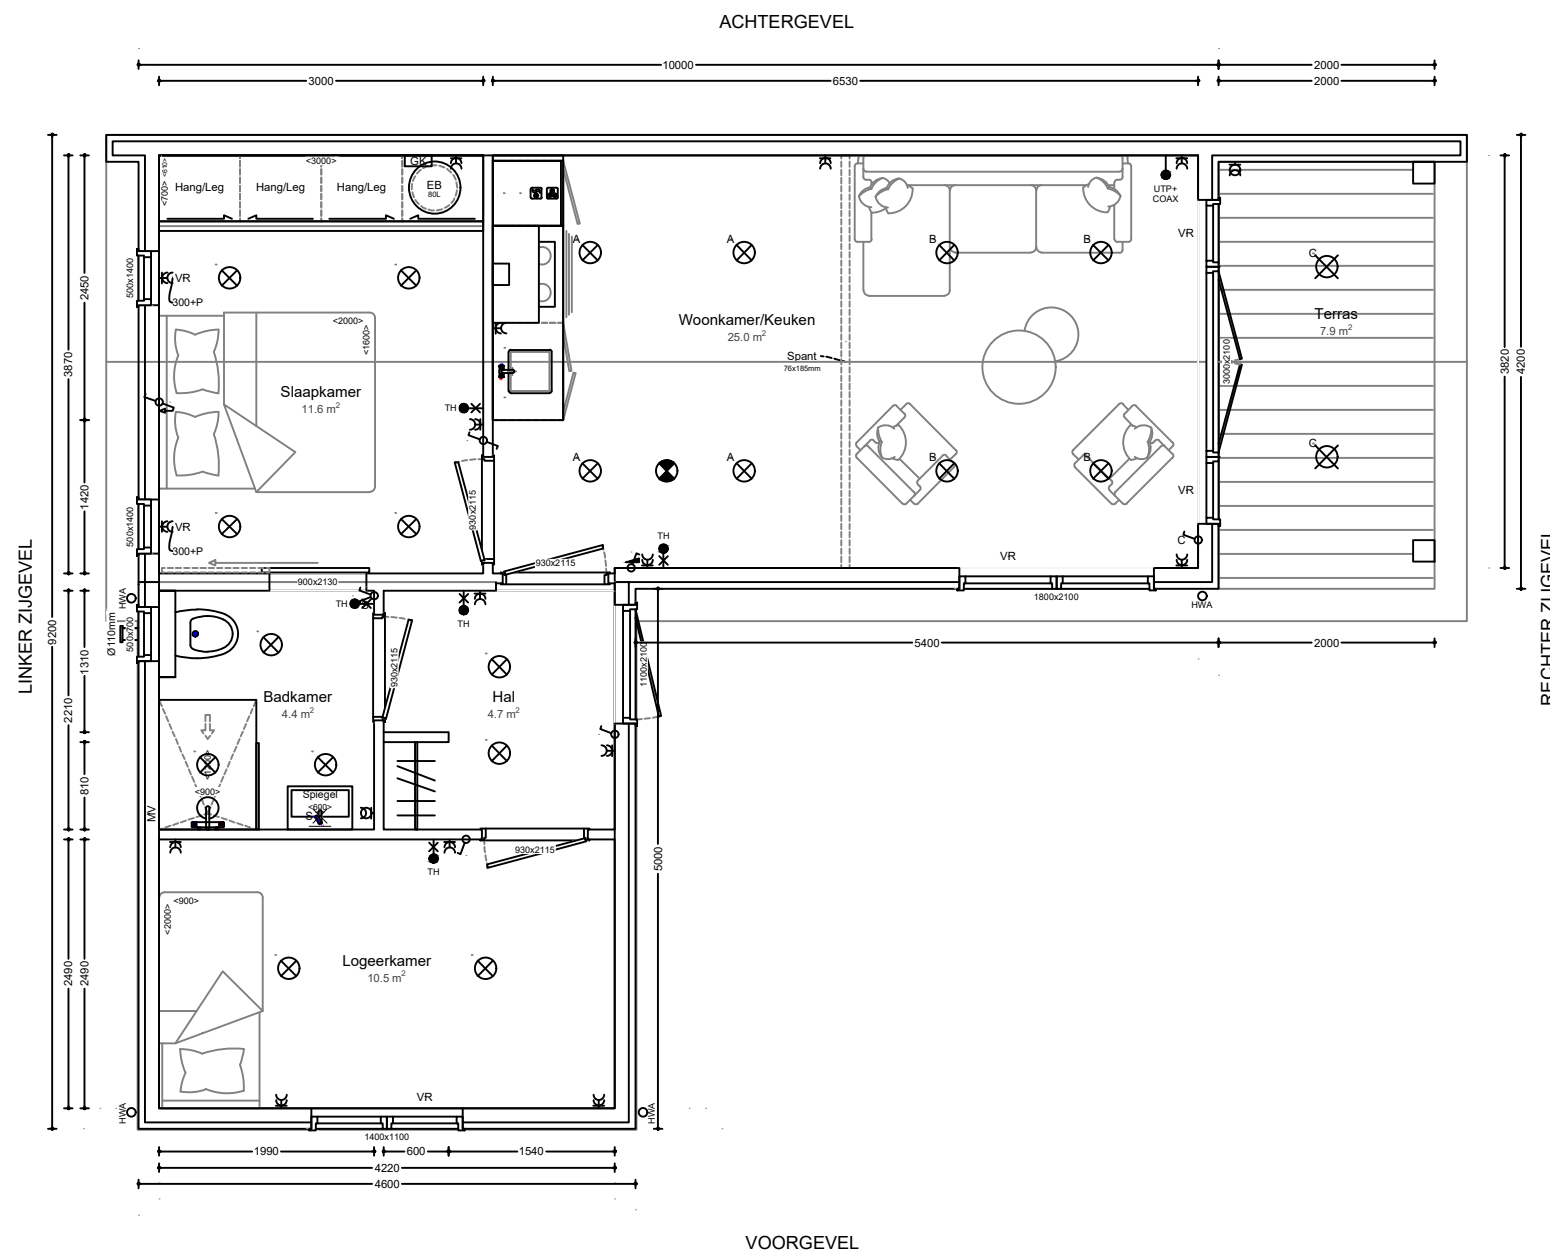 ACHTERGEVEL
10000
2000
3000
6530
2000
<610>
<700>
<3000>
GK
Hang/Leg
Hang/Leg
Hang/Leg
EB
80L
UTP+
COAX
A
A
B
B
C
VR
500x1400
VR
300+P
<2000>
<1600>
Woonkamer/Keuken
25.0 m²
Terras
7.9 m²
Spant
76x185mm
3000x2100
2450
3870
3820
4200
Slaapkamer
11.6 m²
TH
A
A
B
B
C
1420
930x2115
VR
500x1400
VR
300+P
TH
C
VR
930x2115
900x2130
1800x2100
LINKER ZIJGEVEL
RECHTER ZIJGEVEL
9200
HWA
TH
TH
HWA
Ø110mm
500x700
5400
2000
1310
2210
930x2115
1100x2100
Badkamer
4.4 m²
Hal
4.7 m²
810
MV
<900>
Spiegel
<600>
930x2115
TH
5000
<900>
<2000>
Logeerkamer
10.5 m²
2490
2490
VR
HWA
HWA
1400x1100
1990
600
1540
4220
4600
VOORGEVEL